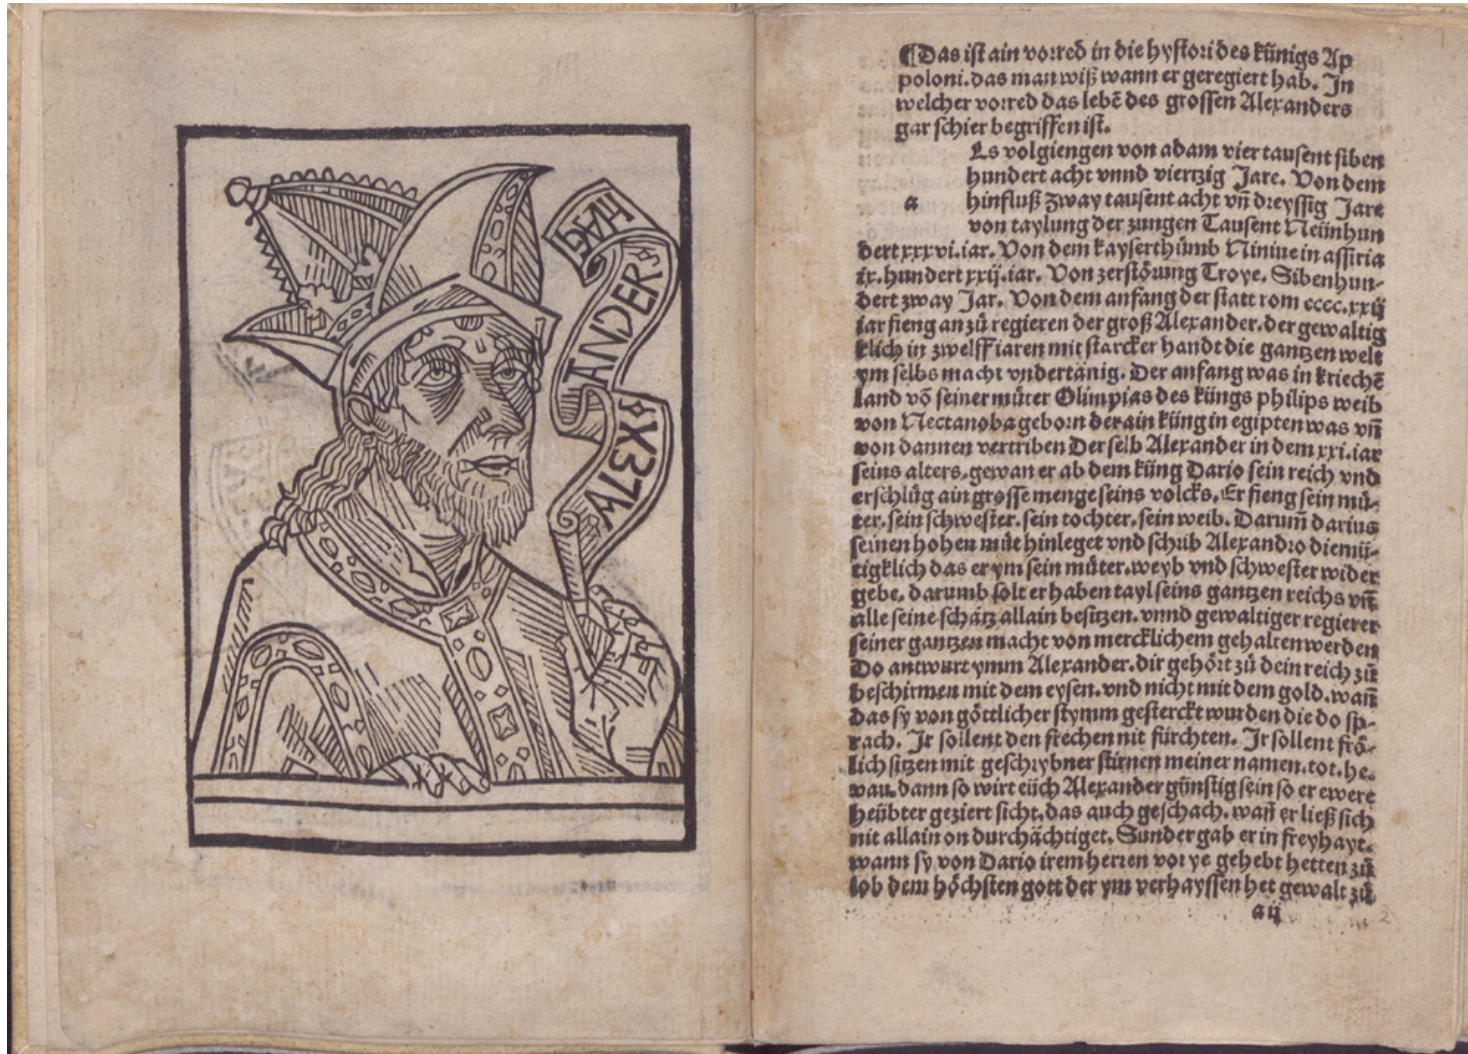 ALEX
ANDER
¶Das ist ain vorred in die hystori des künigs Ap
poloni. das man wiß wann er geregiert hab. In
welcher vorred das lebē des grossen Alexanders
gar schier begriffen ist.
Es volgiengen von adam vier tausent siben
hundert acht vnnd viertzig Jare. Von dem
a hinfluß zway tausent acht vñ dreyssig Jare
von taylung der zungen Tausent Neünhun
dert xxxvi. iar. Von dem kayserthůmb Niniue in assiria
ix. hundert xxij. iar. Von zerstörung Troye. Sibenhun-
dert zway Jar. Von dem anfang der statt rom cccc.xxij
iar fieng an zů regieren der groß Alexander. der gewaltig
klich in zwelff iaren mit starcker handt die gantzen welt
ym selbs macht vndertänig. Der anfang was in kriechē
land vō seiner můter Olimpias des küngs philips weib
von Nectanoba geborn der ain küng in egipten was vñ
von dannen vertriben Der selb Alexander in dem xxi. iar
seins alters. gewan er ab dem küng Dario sein reich vnd
erschlůg ain grosse menge seins volcks. Er fieng sein mů-
ter. sein schwester. sein tochter. sein weib. Darum̄ darius
seinen hohen můt hinleget vnd schrib Alexandro diemü-
tigklich das er ym sein můter. weyb vnd schwester wider
gebe. darumb solt er haben tayl seins gantzen reichs vñ
alle seine schätz allain besitzen. vnnd gewaltiger regierer
seiner gantzen macht von mercklichem gehalten werden
Do antwurt ymm Alexander. dir gehört zů dein reich zů
beschirmen mit dem eysen. vnd nicht mit dem gold. wañ
das sy von göttlicher stymm gesterckt wurden die do sp-
rach. Ir sollent den frechen nit fürchten. Ir sollent frö-
lich sitzen mit geschrybner stirnen meiner namen. tot. he.
vau. dann so wirt eüch Alexander günstig sein so er ewere
heübter geziert sicht. das auch geschach. wañ er ließ sich
nit allain on durchächtiget. Sunder gab er in freyhayt.
wann sy von Dario irem herren vor ye gehebt hetten zů
lob dem höchsten gott der ym verhayssen het gewalt zů
aij
2